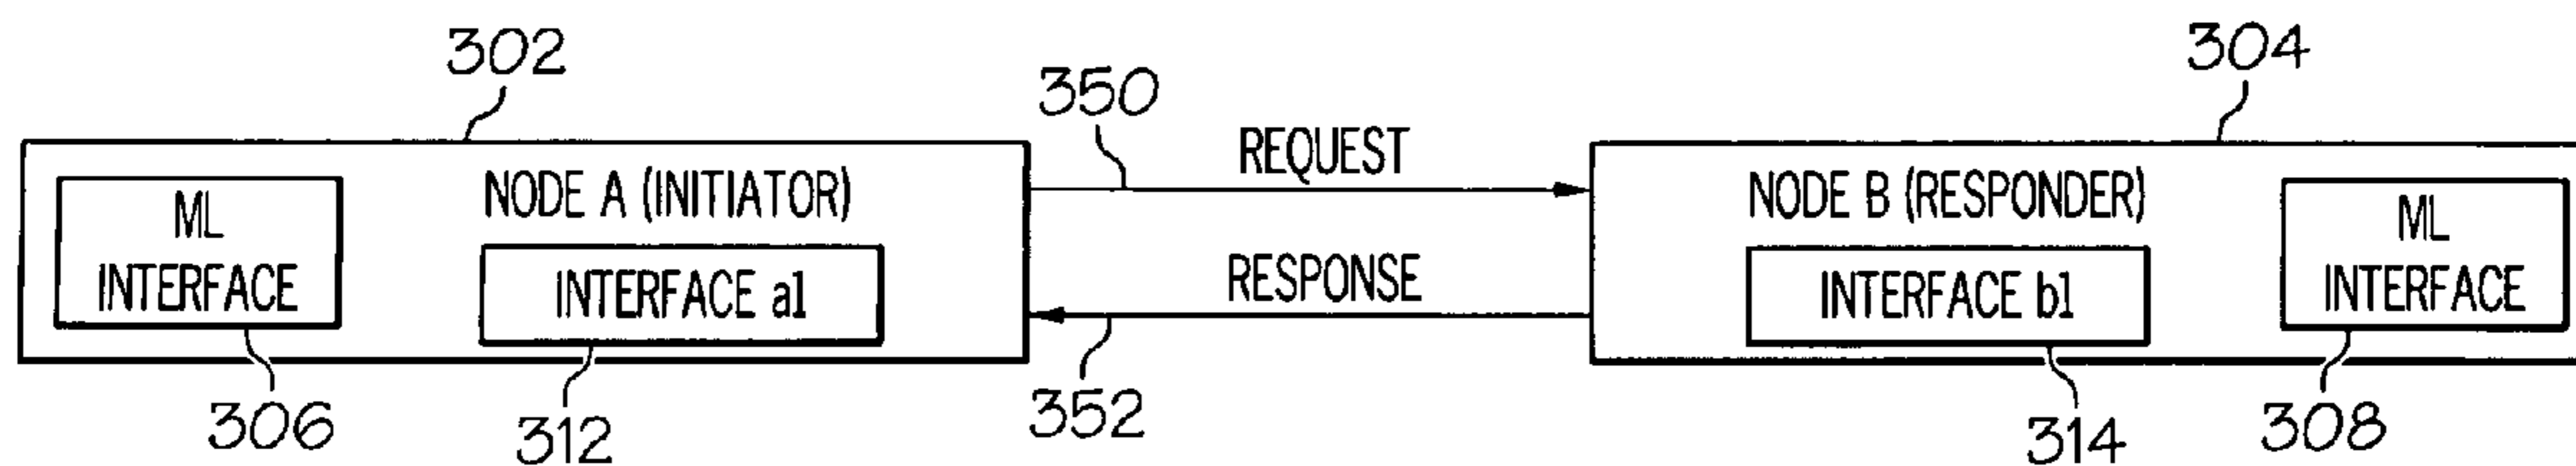 302
304
350
REQUEST
NODE A (INITIATOR)
NODE B (RESPONDER)
ML
INTERFACE
INTERFACE a1
RESPONSE
INTERFACE b1
ML
INTERFACE
306
312
352
314
308